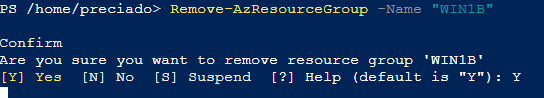 PS /home/preciado> Remove-AzResourceGroup -Name "WIN1B"
Confirm
Are you sure you want to remove resource group 'WIN1B'
[Y] Yes  [N] No  [S] Suspend  [?] Help (default is "Y"): Y